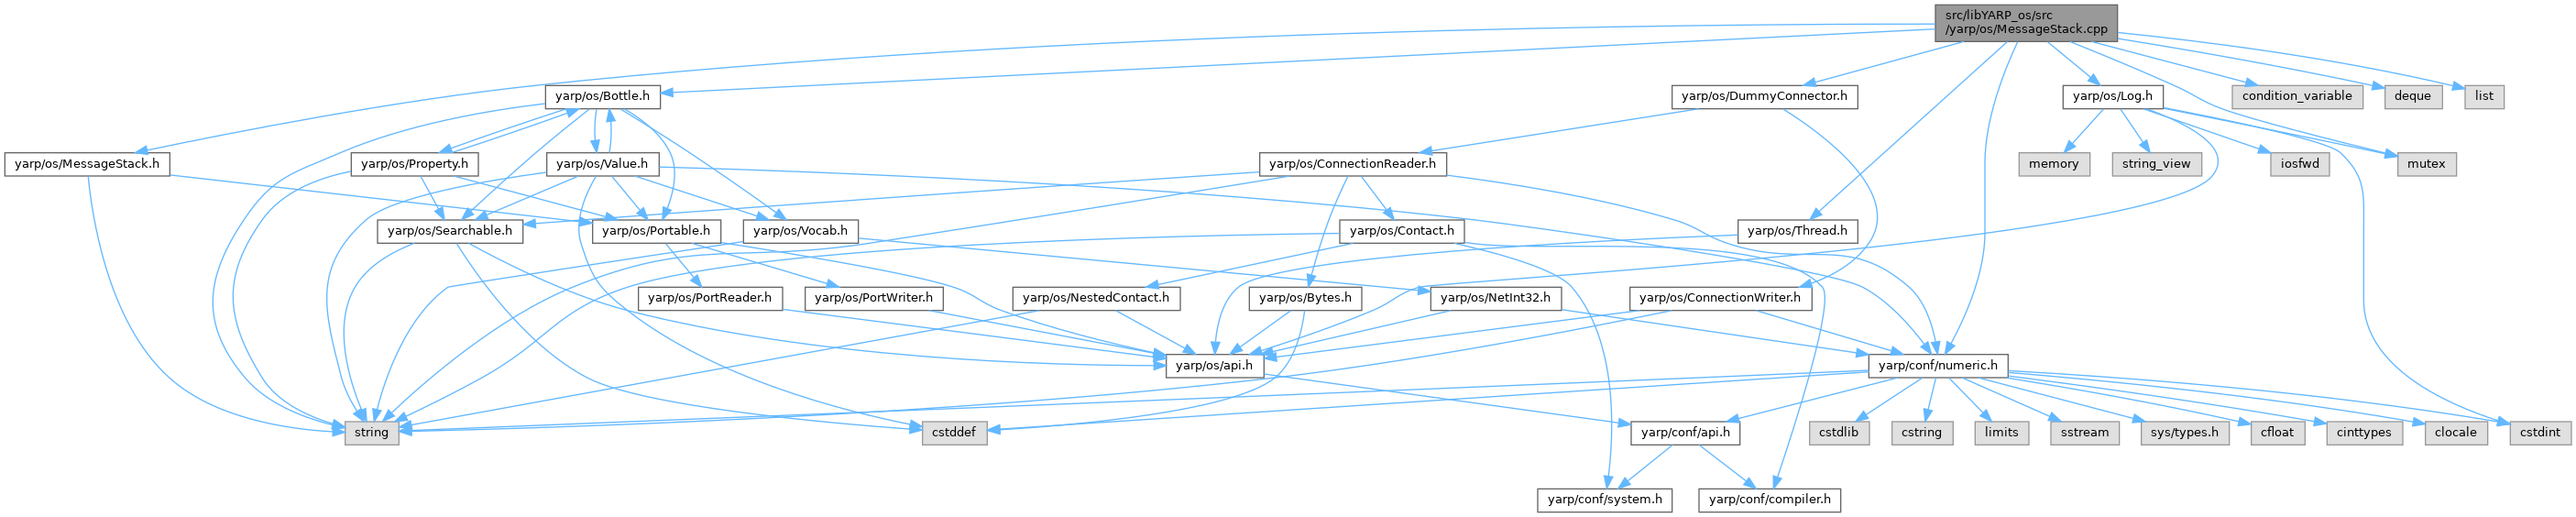 src/libYARP_os/src
/yarp/os/MessageStack.cpp
yarp/os/Bottle.h
yarp/os/DummyConnector.h
yarp/os/Log.h
condition_variable
deque
list
yarp/os/MessageStack.h
yarp/os/Property.h
yarp/os/Value.h
yarp/os/ConnectionReader.h
memory
string_view
iosfwd
mutex
yarp/os/Searchable.h
yarp/os/Portable.h
yarp/os/Vocab.h
yarp/os/Contact.h
yarp/os/Thread.h
yarp/os/PortReader.h
yarp/os/PortWriter.h
yarp/os/NestedContact.h
yarp/os/Bytes.h
yarp/os/NetInt32.h
yarp/os/ConnectionWriter.h
yarp/os/api.h
yarp/conf/numeric.h
string
cstddef
yarp/conf/api.h
cstdlib
cstring
limits
sstream
sys/types.h
cfloat
cinttypes
clocale
cstdint
yarp/conf/system.h
yarp/conf/compiler.h